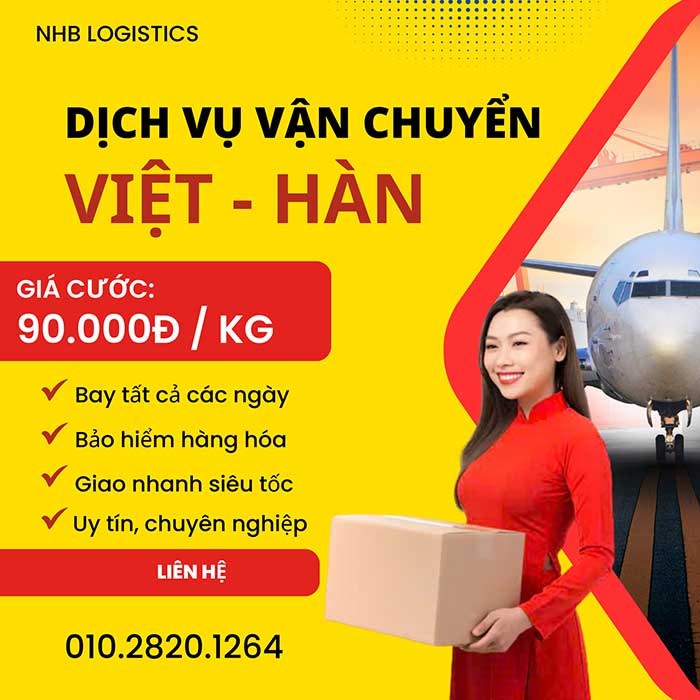 NHB LOGISTICS
DỊCH VỤ VẬN CHUYỂN
VIỆT - HÀN
GIÁ CƯỚC:
90.000Đ / KG
Bay tất cả các ngày
Bảo hiểm hàng hóa
Giao nhanh siêu tốc
Uy tín, chuyên nghiệp
LIÊN HỆ
010.2820.1264